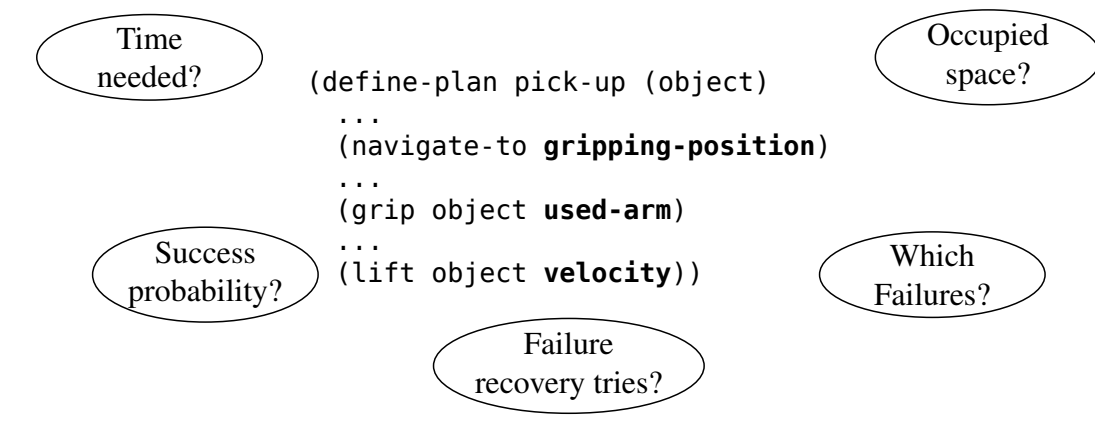 Time
needed?
Occupied
space?
(define-plan pick-up (object)
...
(navigate-to gripping-position)
...
(grip object used-arm)
...
(lift object velocity))
Success
probability?
Which
Failures?
Failure
recovery tries?